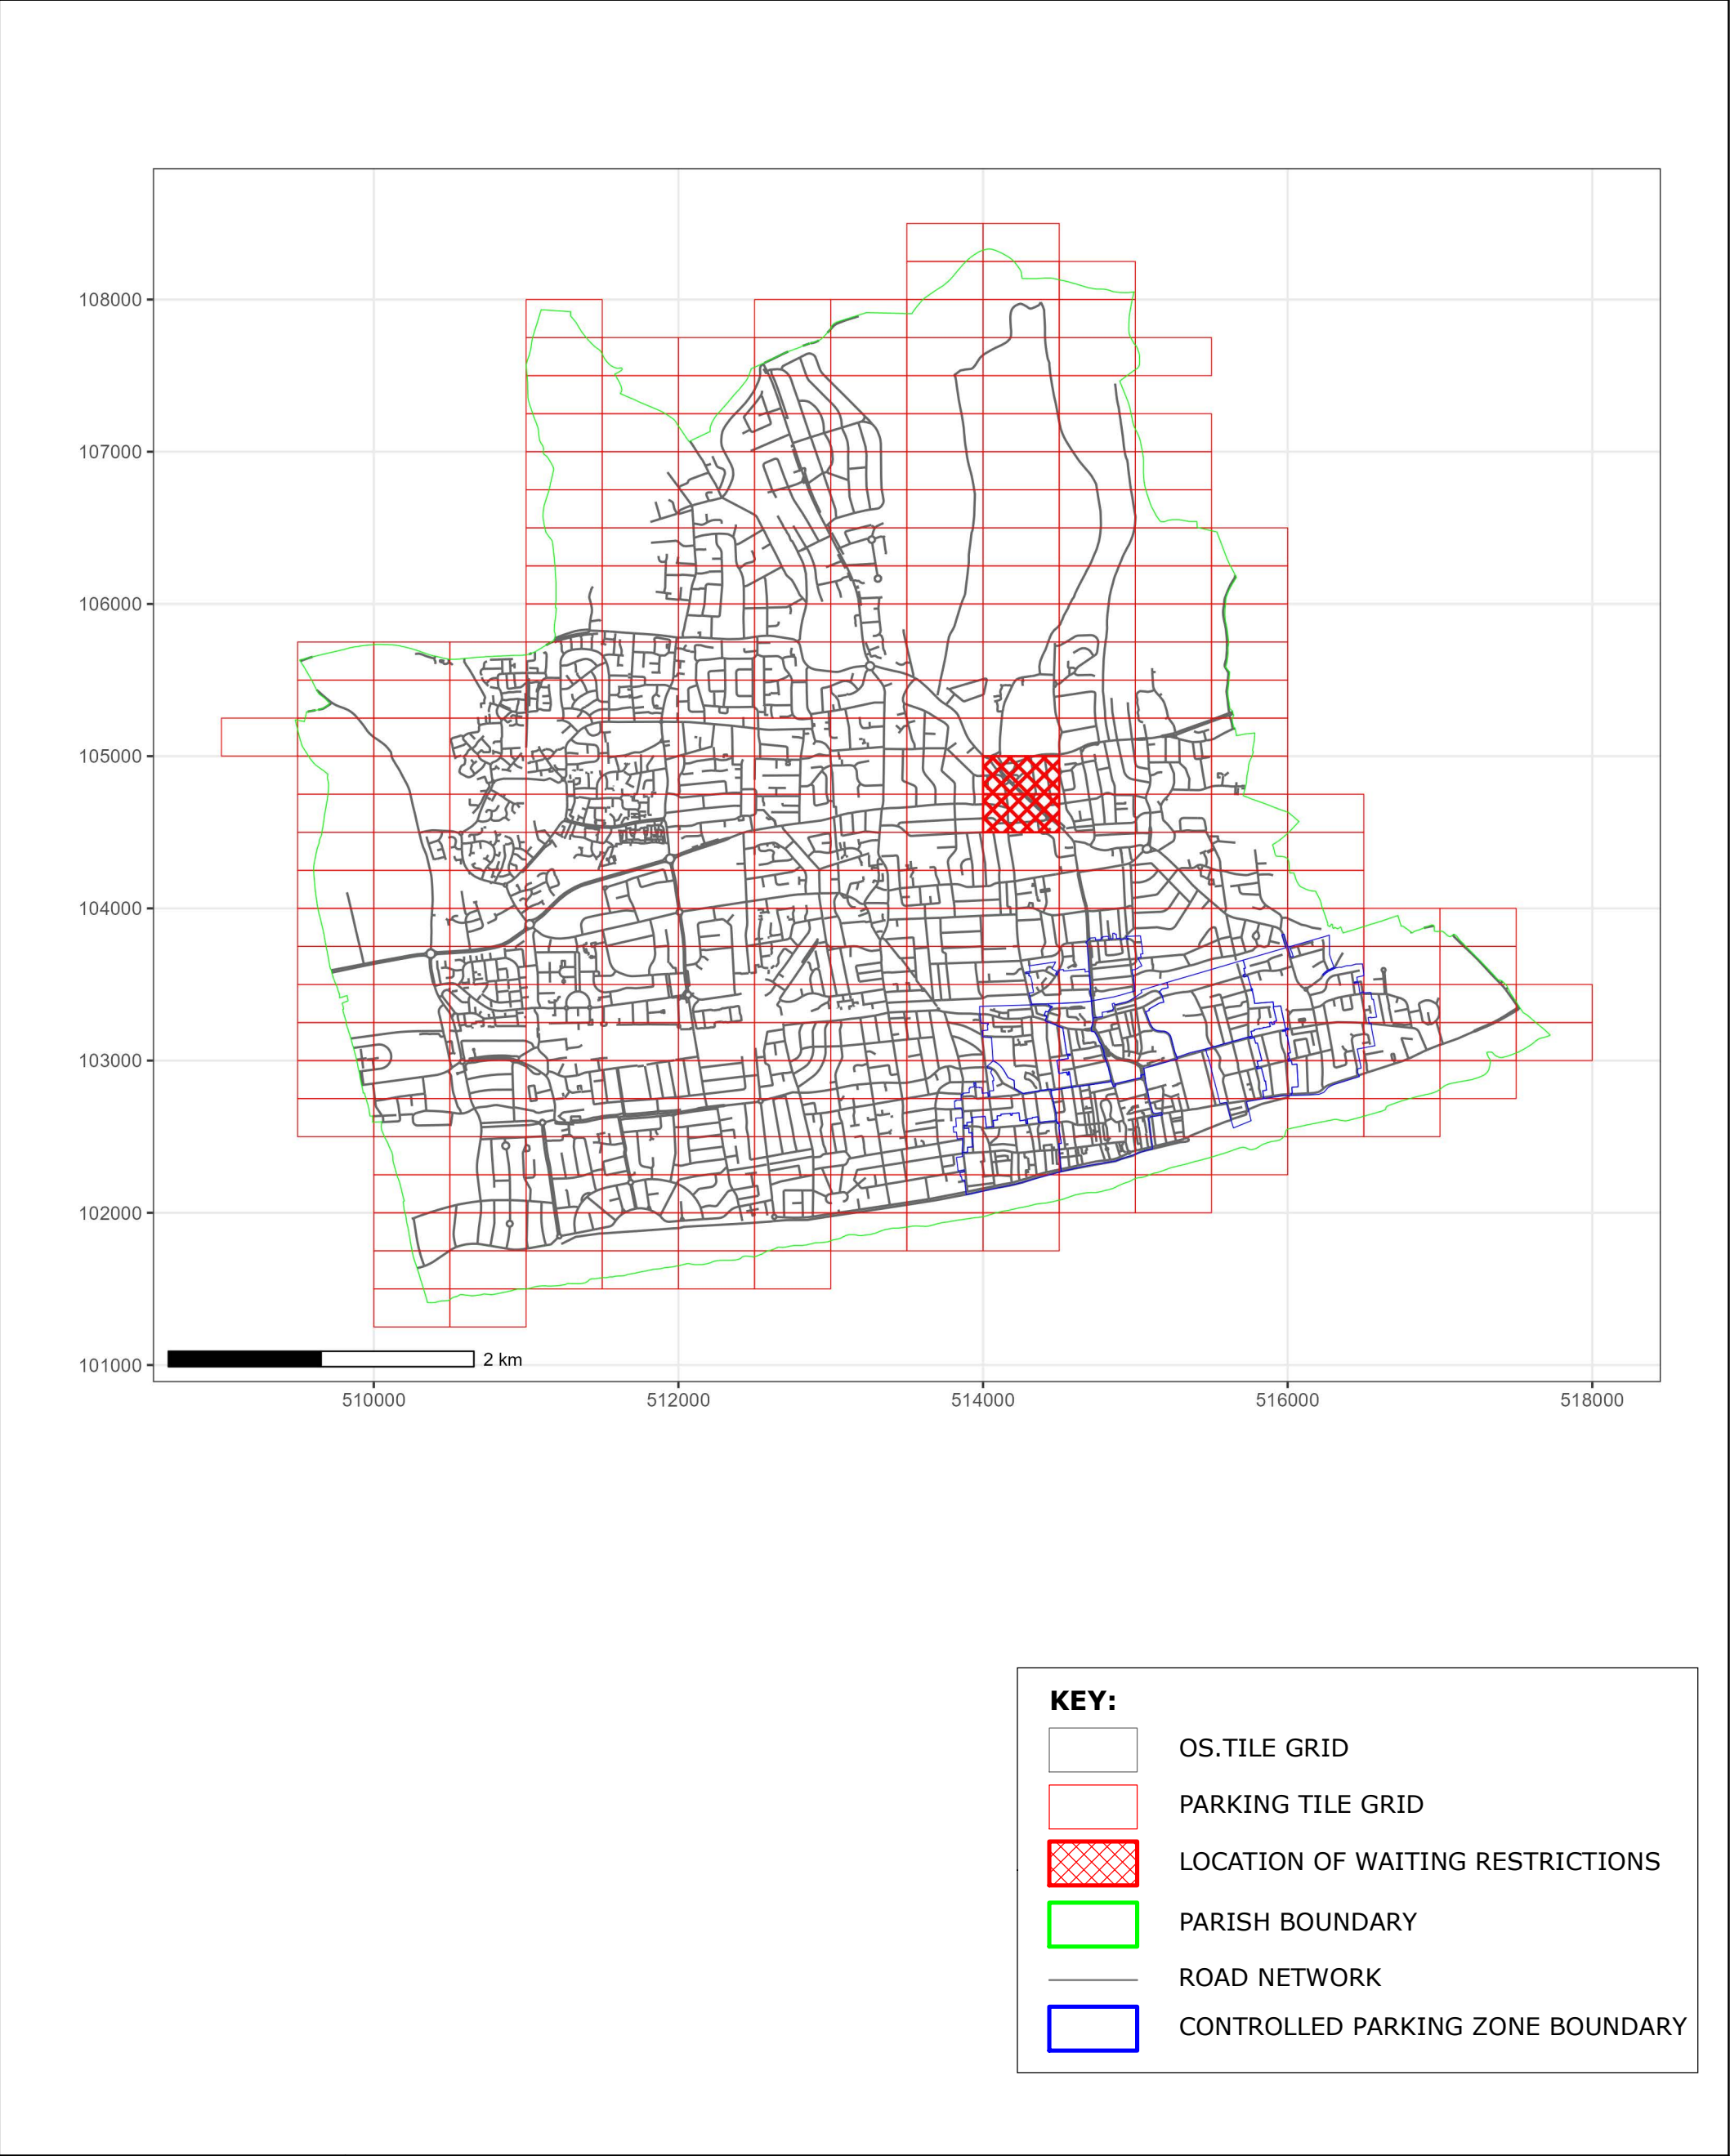 108000
107000
106000
105000
104000
103000
102000
101000
2 km
510000 512000 514000 516000 518000
KEY:
OS.TILE GRID
PARKING TILE GRID
LOCATION OF WAITING RESTRICTIONS
PARISH BOUNDARY
ROAD NETWORK
CONTROLLED PARKING ZONE BOUNDARY